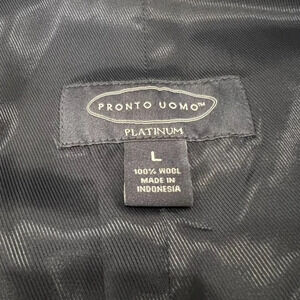 PRONTO UOMO™
PLATINUM
L
100% WOOL
MADE IN
INDONESIA